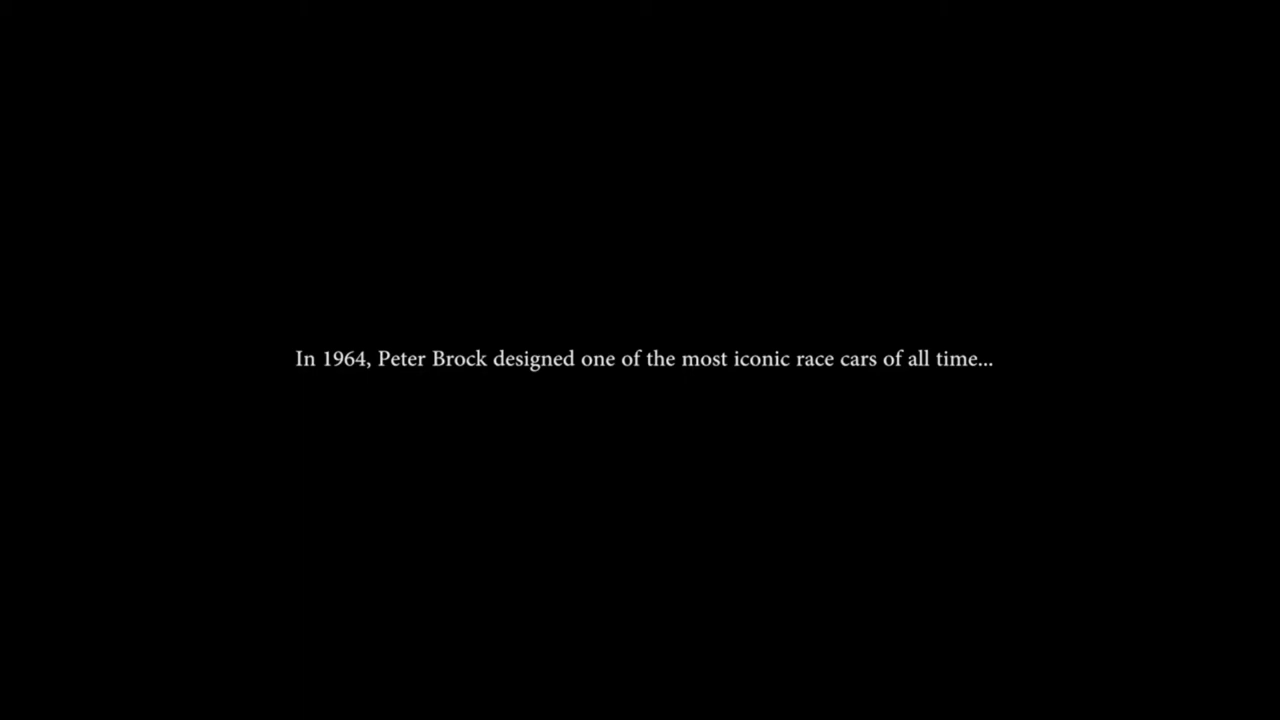 In 1964, Peter Brock designed one of the most iconic race cars of all time...